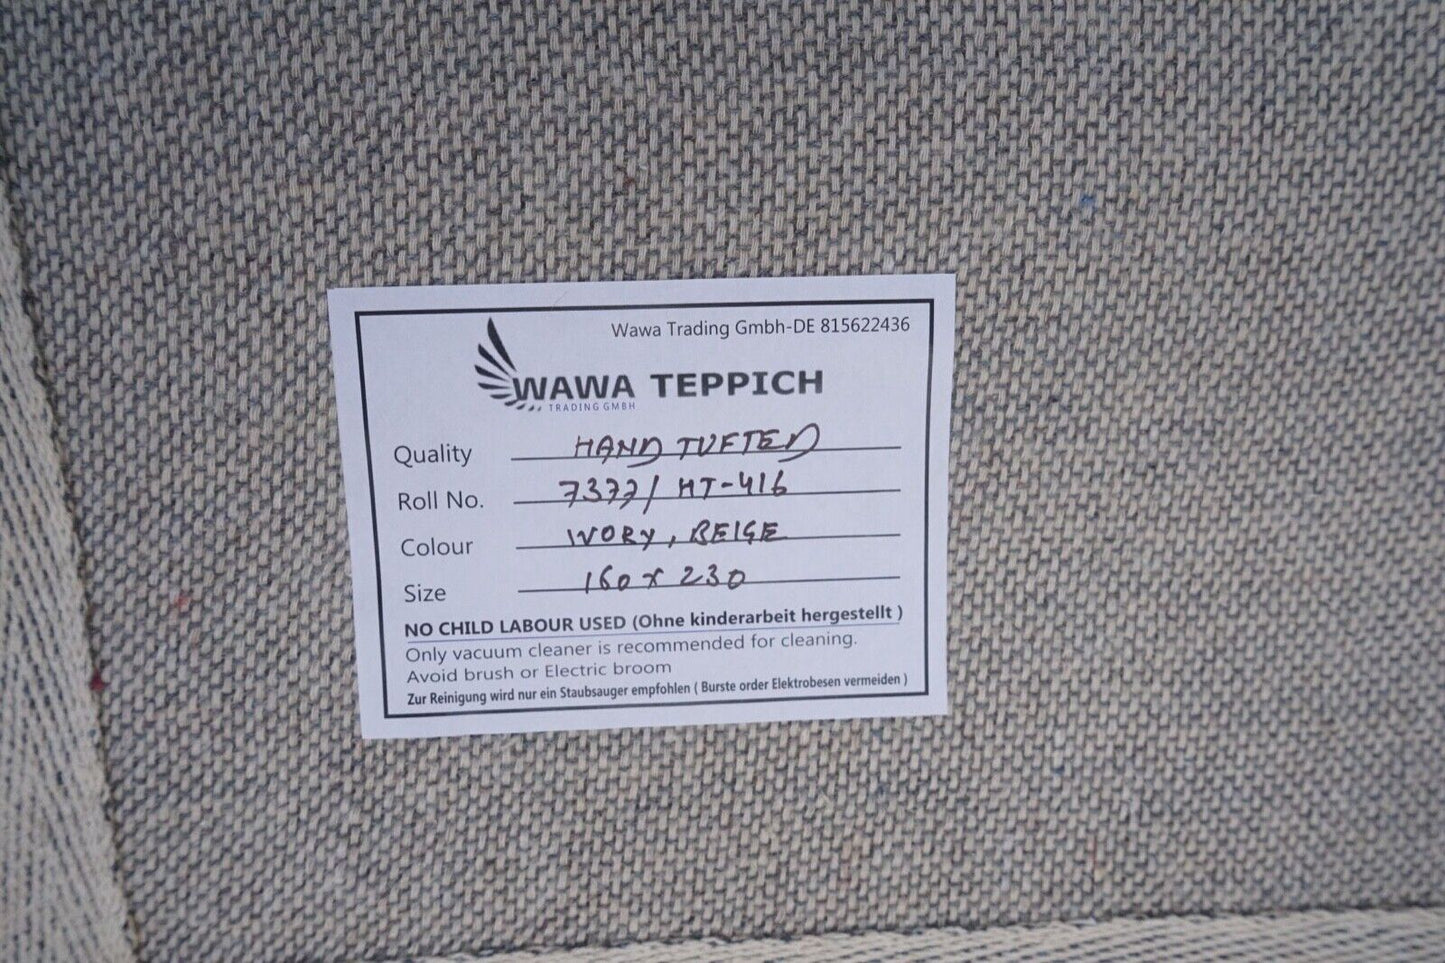 Wawa Trading Gmbh-DE 815622436
WAWA TEPPICH
TRADING GMBH
Quality HAND TUFTED
Roll No. 7377/HT-416
Colour IVORY, BEIGE
Size 160 x 230
NO CHILD LABOUR USED (Ohne kinderarbeit hergestellt )
Only vacuum cleaner is recommended for cleaning.
Avoid brush or Electric broom
Zur Reinigung wird nur ein Staubsauger empfohlen ( Burste order Elektrobesen vermeiden )